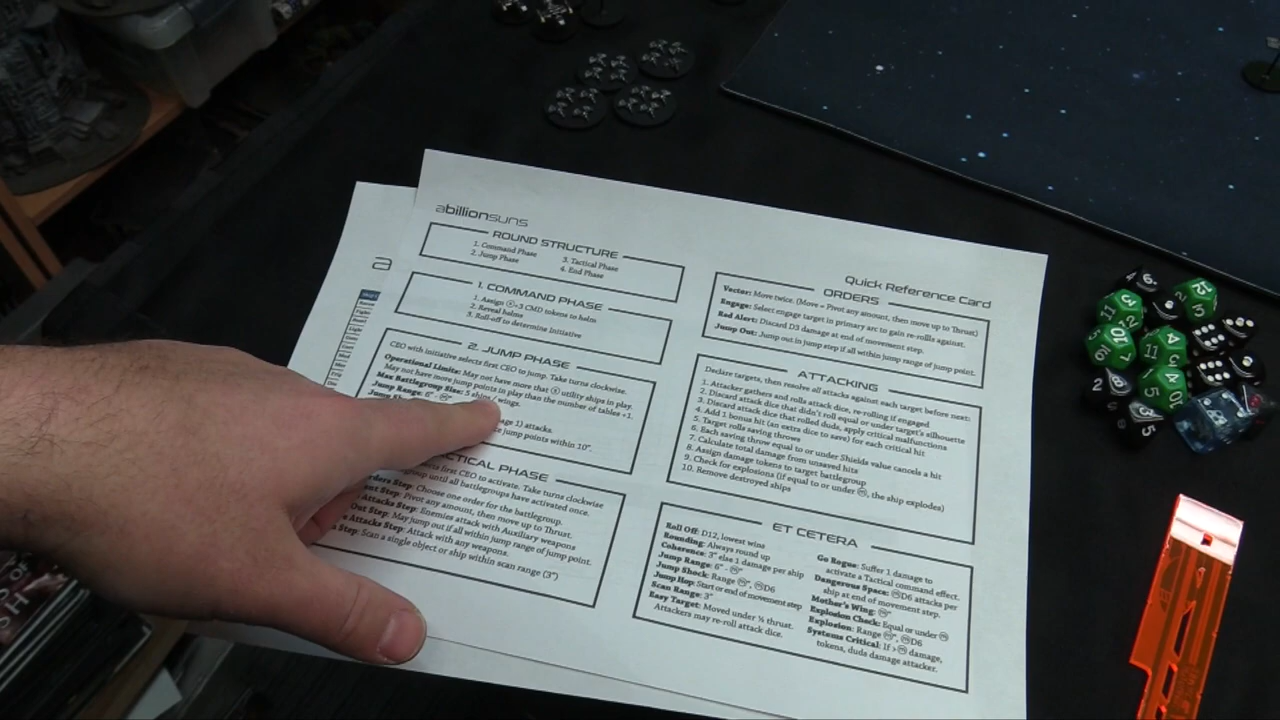 abillionsuns
ROUND STRUCTURE
1. Command Phase
2. Jump Phase
3. Tactical Phase
4. End Phase
1. COMMAND PHASE
1. Assign
+3 CMD tokens to helm
2. Reveal helms
3. Roll-off to determine initiative
2. JUMP PHASE
CEO with initiative selects first CEO to jump. Take turns clockwise.
Operational Limits: May not have more that
utility ships in play.
May not have more jump points in play than the number of tables +1.
Max Battlegroup Size: 5 ships / wings.
Jump Range: 6" -
Jump
1) attacks.
jump points within 10".
TACTICAL PHASE
first CEO to activate. Take turns clockwise
until all battlegroups have activated once.
Step: Choose one order for the battlegroup.
Step: Pivot any amount, then move up to Thrust.
Attacks Step: Enemies attack with Auxiliary weapons
Out Step: May jump out if all within jump range of jump point.
Attacks Step: Attack with any weapons.
Step: Scan a single object or ship within scan range (3")
Quick Reference Card
ORDERS
Vector: Move twice. (Move = Pivot any amount, then move up to Thrust)
Engage: Select engage target in primary arc to gain re-rolls against.
Red Alert: Discard D3 damage at end of movement step.
Jump Out: Jump out in jump step if all within jump range of jump point.
ATTACKING
Declare targets, then resolve all attacks against each target before next:
1. Attacker gathers and rolls attack dice, re-rolling if engaged
2. Discard attack dice that didn't roll equal or under target's silhouette
3. Discard attack dice that rolled duds, apply critical malfunctions
4. Add 1 bonus hit (an extra dice to save) for each critical hit
5. Target rolls saving throws
6. Each saving throw equal to or under Shields value cancels a hit
7. Calculate total damage from unsaved hits
8. Assign damage tokens to target battlegroup
9. Check for explosions (if equal to or under
, the ship explodes)
10. Remove destroyed ships
ET CETERA
Roll Off: D12, lowest wins
Rounding: Always round up
Coherence: 3" else 1 damage per ship
Jump Range: 6" -
Jump Shock: Range
D6
Jump Hop: Start or end of movement step
Scan Range: 3"
Easy Target: Moved under ½ thrust.
Attackers may re-roll attack dice.
Go Rogue: Suffer 1 damage to
activate a Tactical command effect.
Dangerous Space:
D6 attacks per
ship at end of movement step.
Mother's Wing:
Explosion Check: Equal or under
Explosion: Range
D6
Systems Critical: If >
damage,
tokens, duds damage attacker.